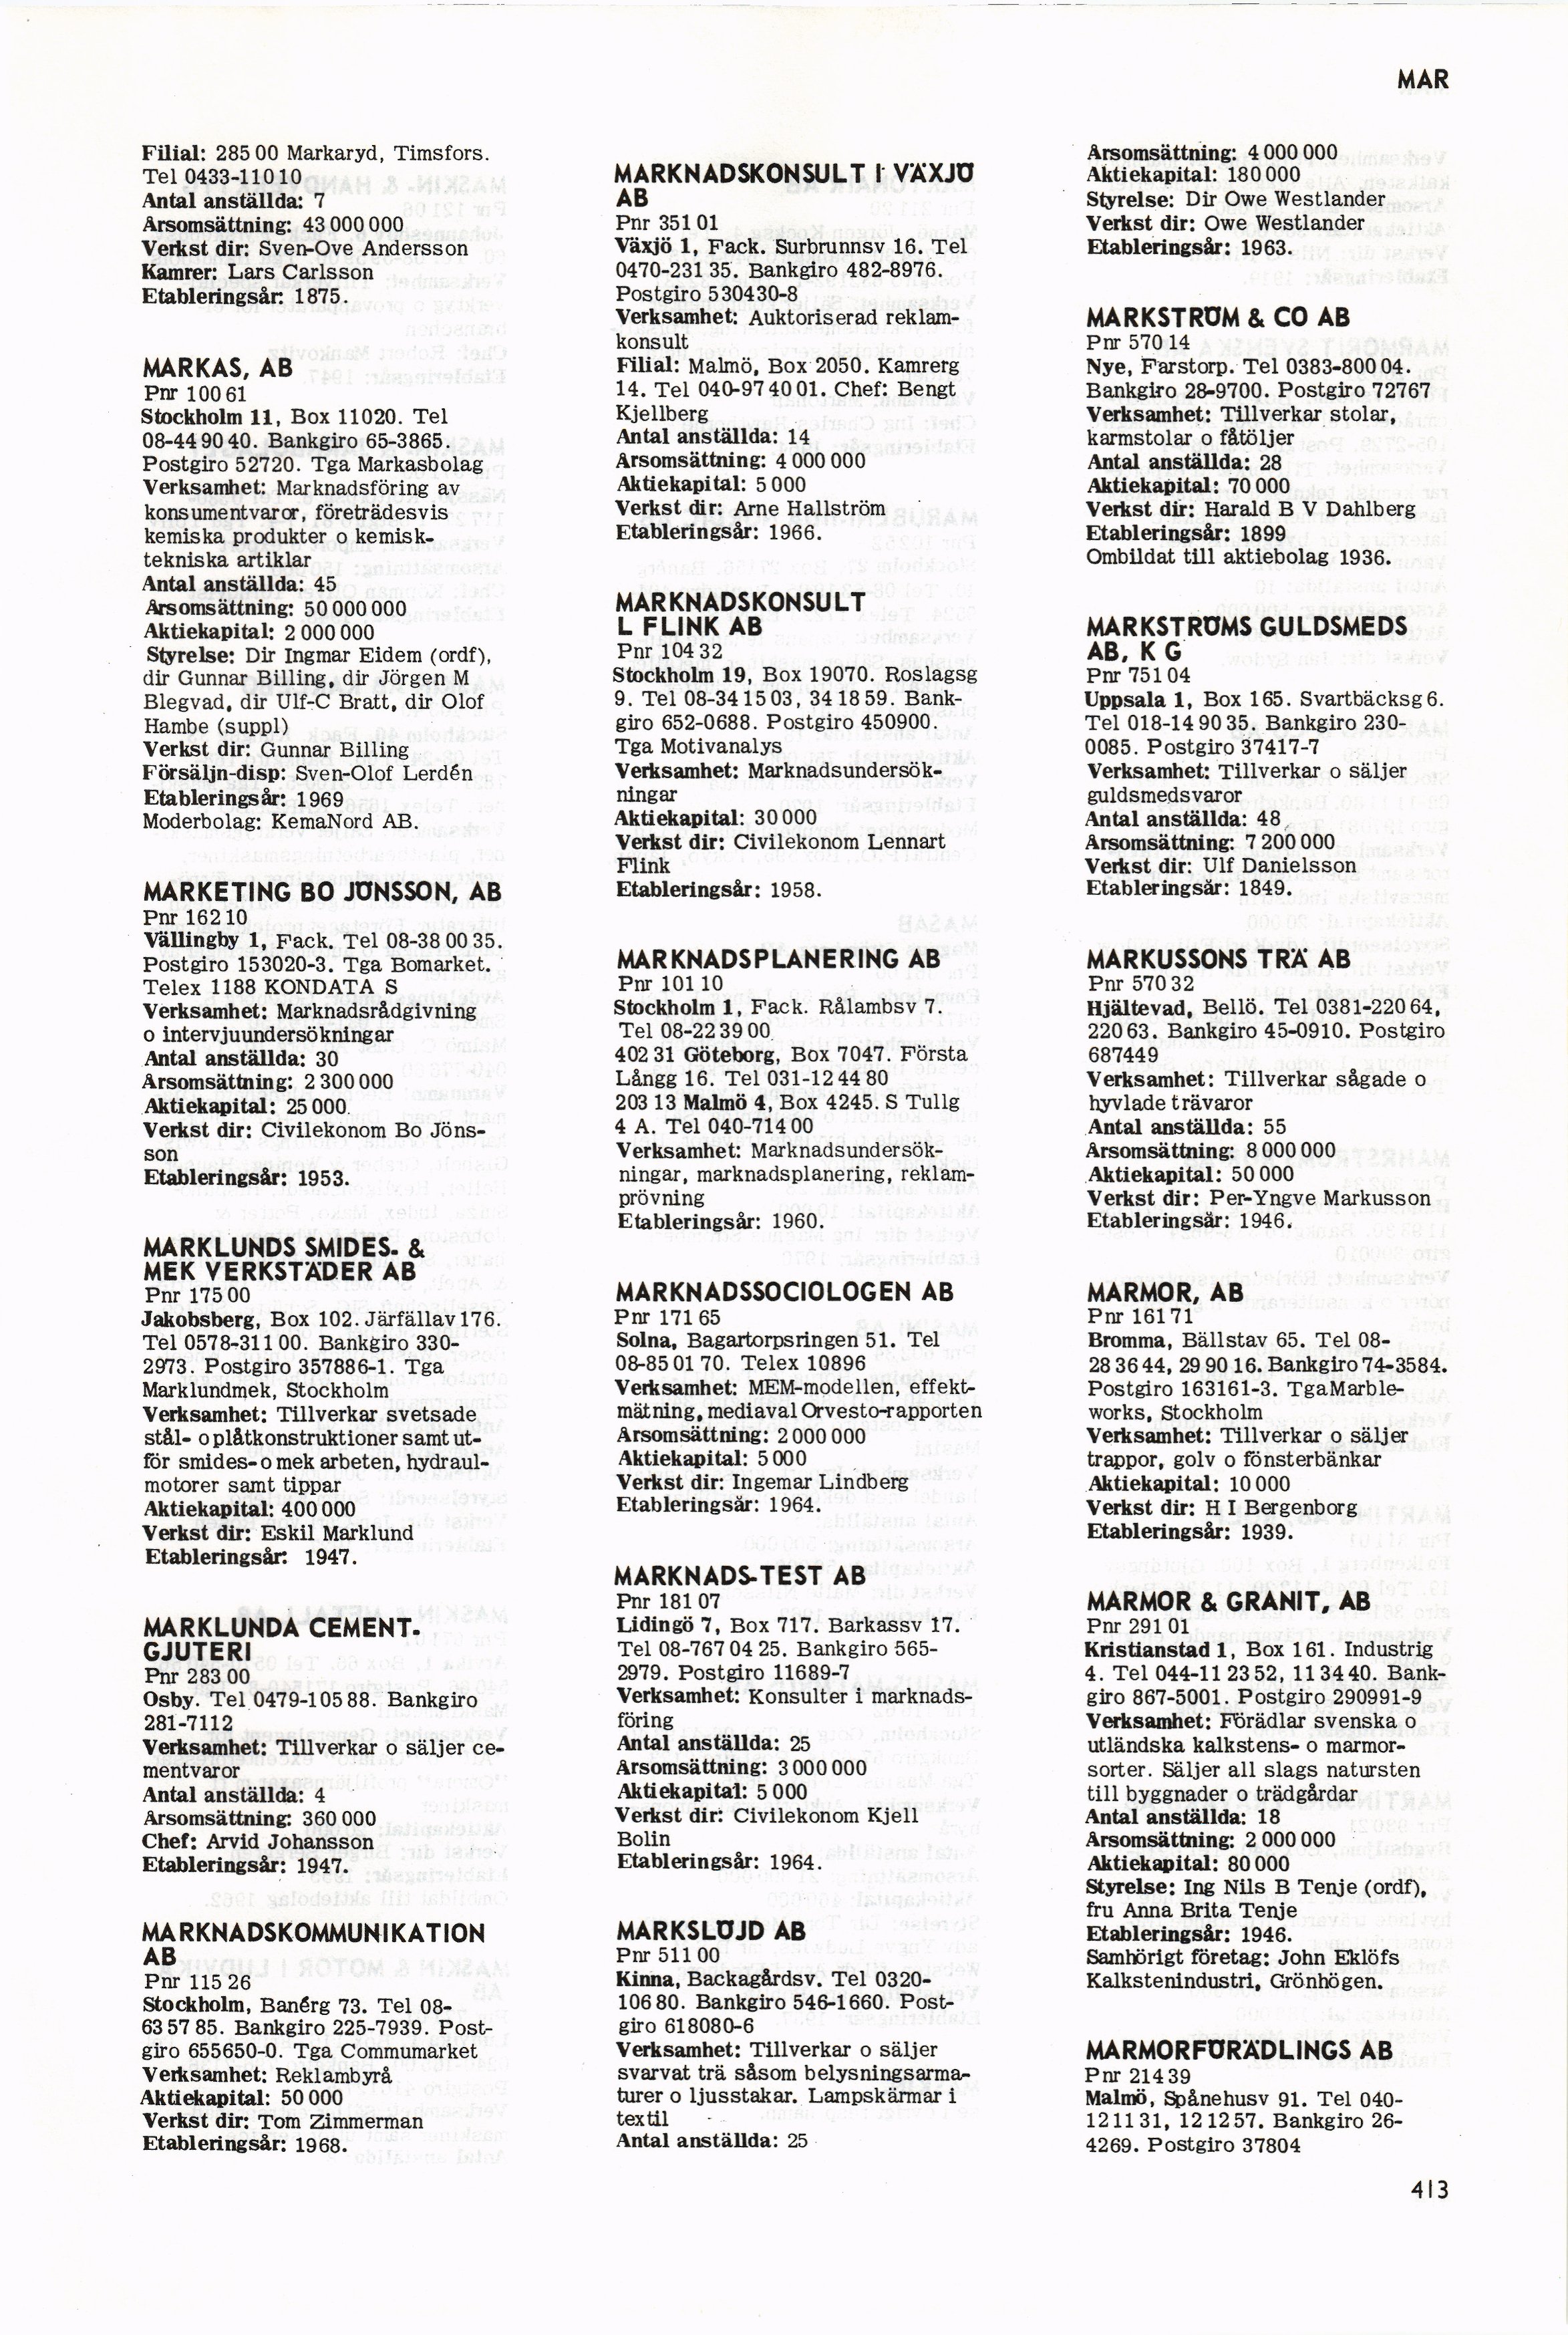 MAR
Filial: 285 00 Markaryd, Timsfors.
Tel 0433-110 10
Antal anställda: 7
Årsomsättning: 43 000 000
Verkst dir: Sven-Ove Andersson
Kamrer: Lars Carlsson
Etableringsår: 1875.
MARKAS, AB
Pnr 100 61
Stockholm 11, Box 11020. Tel
08-44 90 40. Bankgiro 65-3865.
Postgiro 52720. Tga Markasbolag
Verksamhet: Marknadsföring av
konsumentvaror, företrädesvis
kemiska produkter o kemisk-
tekniska artiklar
Antal anställda: 45
Årsomsättning: 50 000 000
Aktiekapital: 2 000 000
Styrelse: Dir Ingmar Eidem (ordf),
dir Gunnar Billing, dir Jörgen M
Blegvad, dir Ulf-C Bratt, dir Olof
Hambe (suppl)
Verkst dir: Gunnar Billing
Försäljn-disp: Sven-Olof Lerdén
Etableringsår: 1969
Moderbolag: KemaNord AB.
MARKETING BO JÖNSSON, AB
Pnr 162 10
Vällingby 1, Fack. Tel 08-38 00 35.
Postgiro 153020-3. Tga Bomarket.
Telex 1188 KONDATA S
Verksamhet: Marknadsrådgivning
o intervjuundersökningar
Antal anställda: 30
Årsomsättning: 2 300 000
Aktiekapital: 25 000.
Verkst dir: Civilekonom Bo Jöns-
son
Etableringsår: 1953.
MARKLUNDS SMIDES- &
MEK VERKSTÄDER AB
Pnr 175 00
Jakobsberg, Box 102. Järfällav 176.
Tel 0578-311 00. Bankgiro 330-
2973. Postgiro 357886-1. Tga
Marklundmek, Stockholm
Verksamhet: Tillverkar svetsade
stål- o plåtkonstruktioner samt ut-
för smides- o mek arbeten, hydraul-
motorer samt tippar
Aktiekapital: 400 000
Verkst dir: Eskil Marklund
Etableringsår: 1947.
MARKLUNDA CEMENT-
GJUTERI
Pnr 283 00
Osby. Tel 0479-105 88. Bankgiro
281-7112
Verksamhet: Tillverkar o säljer ce-
mentvaror
Antal anställda: 4
Årsomsättning: 360 000
Chef: Arvid Johansson
Etableringsår: 1947.
MARKNADSKOMMUNIKATION
AB
Pnr 115 26
Stockholm, Banérg 73. Tel 08-
63 57 85. Bankgiro 225-7939. Post-
giro 655650-0. Tga Commumarket
Verksamhet: Reklambyrå
Aktiekapital: 50 000
Verkst dir: Tom Zimmerman
Etableringsår: 1968.
MARKNADSKONSULT I VÄXJÖ
AB
Pnr 351 01
Växjö 1, Fack. Surbrunnsv 16. Tel
0470-231 35. Bankgiro 482-8976.
Postgiro 530430-8
Verksamhet: Auktoriserad reklam-
konsult
Filial: Malmö, Box 2050. Kamrerg
14. Tel 040-97 40 01. Chef: Bengt
Kjellberg
Antal anställda: 14
Årsomsättning: 4 000 000
Aktiekapital: 5 000
Verkst dir: Arne Hallström
Etableringsår: 1966.
MARKNADSKONSULT
L FLINK AB
Pnr 104 32
Stockholm 19, Box 19070. Roslagsg
9. Tel 08-34 15 03, 34 18 59. Bank-
giro 652-0688. Postgiro 450900.
Tga Motivanalys
Verksamhet: Marknadsundersök-
ningar
Aktiekapital: 30 000
Verkst dir: Civilekonom Lennart
Flink
Etableringsår: 1958.
MARKNADSPLANERING AB
Pnr 101 10
Stockholm 1, Fack. Rålambsv 7.
Tel 08-22 39 00
402 31 Göteborg, Box 7047. Första
Långg 16. Tel 031-12 44 80
203 13 Malmö 4, Box 4245. S Tullg
4 A. Tel 040-714 00
Verksamhet: Marknadsundersök-
ningar, marknadsplanering, reklam-
prövning
Etableringsår: 1960.
MARKNADSSOCIOLOGEN AB
Pnr 171 65
Solna, Bagartorpsringen 51. Tel
08-85 01 70. Telex 10896
Verksamhet: MEM-modellen, effekt-
mätning, mediaval Orvesto-rapporten
Årsomsättning: 2 000 000
Aktiekapital: 5 000
Verkst dir: Ingemar Lindberg
Etableringsår: 1964.
MARKNADS-TEST AB
Pnr 181 07
Lidingö 7, Box 717. Barkassv 17.
Tel 08-767 04 25. Bankgiro 565-
2979. Postgiro 11689-7
Verksamhet: Konsulter i marknads-
föring
Antal anställda: 25
Årsomsättning: 3 000 000
Aktiekapital: 5 000
Verkst dir: Civilekonom Kjell
Bolin
Etableringsår: 1964.
MARKSLÖJD AB
Pnr 511 00
Kinna, Backagårdsv. Tel 0320-
106 80. Bankgiro 546-1660. Post-
giro 618080-6
Verksamhet: Tillverkar o säljer
svarvat trä såsom belysningsarma-
turer o ljusstakar. Lampskärmar i
textil
Antal anställda: 25
Årsomsättning: 4 000 000
Aktiekapital: 180 000
Styrelse: Dir Owe Westlander
Verkst dir: Owe Westlander
Etableringsår: 1963.
MARKSTRÖM & CO AB
Pnr 570 14
Nye, Farstorp. Tel 0383-800 04.
Bankgiro 28-9700. Postgiro 72767
Verksamhet: Tillverkar stolar,
karmstolar o fåtöljer
Antal anställda: 28
Aktiekapital: 70 000
Verkst dir: Harald B V Dahlberg
Etableringsår: 1899
Ombildat till aktiebolag 1936.
MARKSTRÖMS GULDSMEDS
AB, K G
Pnr 751 04
Uppsala 1, Box 165. Svartbäcksg 6.
Tel 018-14 90 35. Bankgiro 230-
0085. Postgiro 37417-7
Verksamhet: Tillverkar o säljer
guldsmedsvaror
Antal anställda: 48
Årsomsättning: 7 200 000
Verkst dir: Ulf Danielsson
Etableringsår: 1849.
MARKUSSONS TRÄ AB
Pnr 570 32
Hjältevad, Bellö. Tel 0381-220 64,
220 63. Bankgiro 45-0910. Postgiro
687449
Verksamhet: Tillverkar sågade o
hyvlade trävaror
Antal anställda: 55
Årsomsättning: 8 000 000
Aktiekapital: 50 000
Verkst dir: Per-Yngve Markusson
Etableringsår: 1946.
MARMOR, AB
Pnr 161 71
Bromma, Bällstav 65. Tel 08-
28 36 44, 29 90 16. Bankgiro 74-3584.
Postgiro 163161-3. Tga Marble-
works, Stockholm
Verksamhet: Tillverkar o säljer
trappor, golv o fönsterbänkar
Aktiekapital: 10 000
Verkst dir: H I Bergenborg
Etableringsår: 1939.
MARMOR & GRANIT, AB
Pnr 291 01
Kristianstad 1, Box 161. Industrig
4. Tel 044-11 23 52, 11 34 40. Bank-
giro 867-5001. Postgiro 290991-9
Verksamhet: Förädlar svenska o
utländska kalkstens- o marmor-
sorter. Säljer all slags natursten
till byggnader o trädgårdar
Antal anställda: 18
Årsomsättning: 2 000 000
Aktiekapital: 80 000
Styrelse: Ing Nils B Tenje (ordf),
fru Anna Brita Tenje
Etableringsår: 1946.
Samhörigt företag: John Eklöfs
Kalkstenindustri, Grönhögen.
MARMORFÖRÄDLINGS AB
Pnr 214 39
Malmö, Spånehusv 91. Tel 040-
12 11 31, 12 12 57. Bankgiro 26-
4269. Postgiro 37804
413